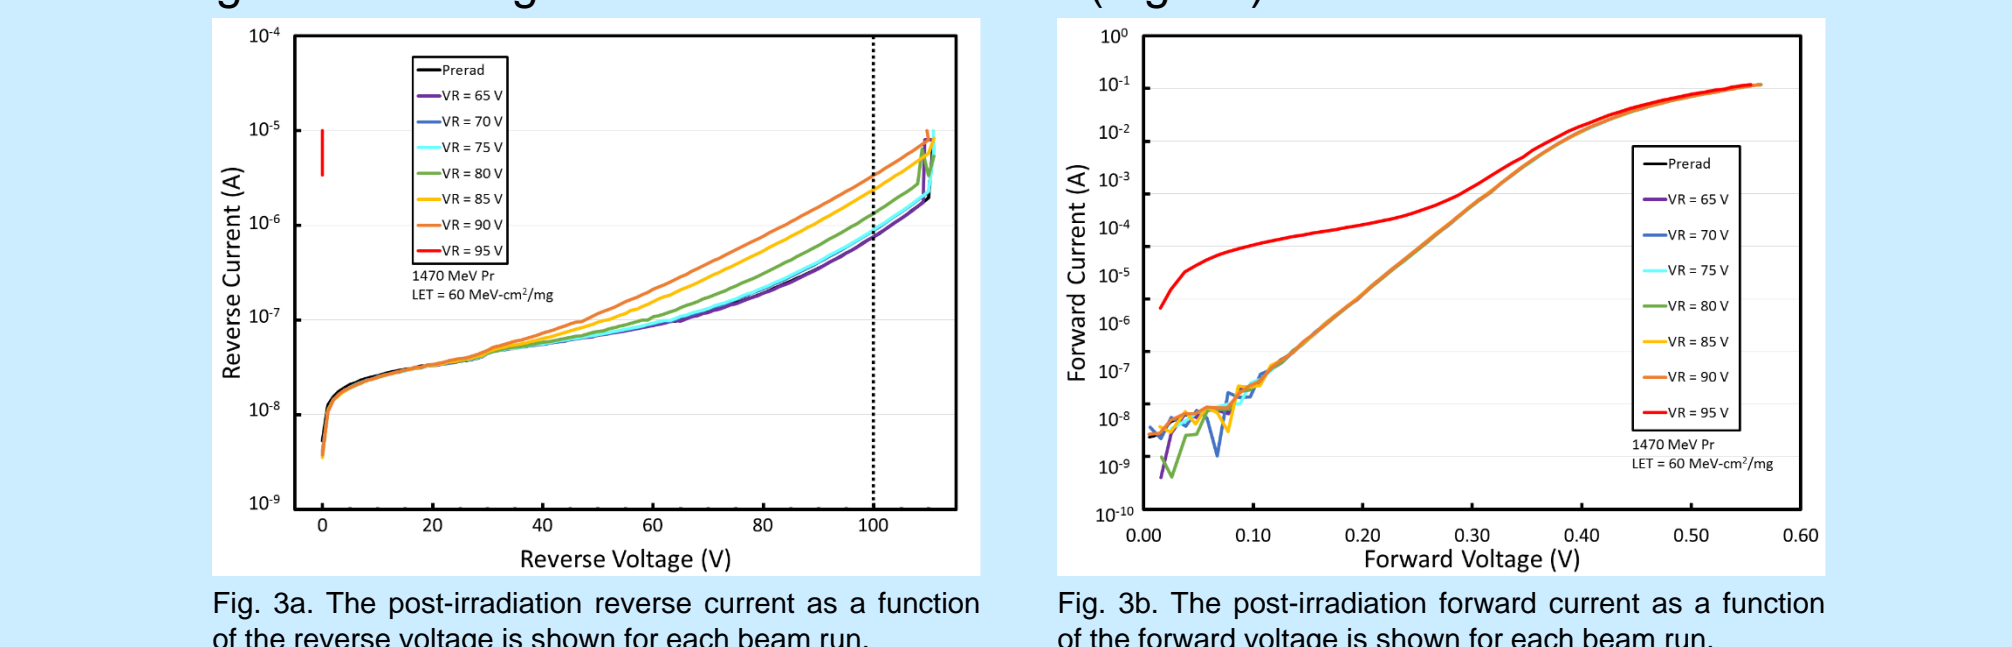 10-4
10-5
10-6
10-7
10-8
10-9
Reverse Current (A)
Prerad
VR = 65 V
VR = 70 V
VR = 75 V
VR = 80 V
VR = 85 V
VR = 90 V
VR = 95 V
1470 MeV Pr
LET = 60 MeV-cm²/mg
0 20 40 60 80 100
Reverse Voltage (V)
Fig. 3a. The post-irradiation reverse current as a function
of the reverse voltage is shown for each beam run.
100
10-1
10-2
10-3
10-4
10-5
10-6
10-7
10-8
10-9
10-10
Forward Current (A)
Prerad
VR = 65 V
VR = 70 V
VR = 75 V
VR = 80 V
VR = 85 V
VR = 90 V
VR = 95 V
1470 MeV Pr
LET = 60 MeV-cm²/mg
0.00 0.10 0.20 0.30 0.40 0.50 0.60
Forward Voltage (V)
Fig. 3b. The post-irradiation forward current as a function
of the forward voltage is shown for each beam run.